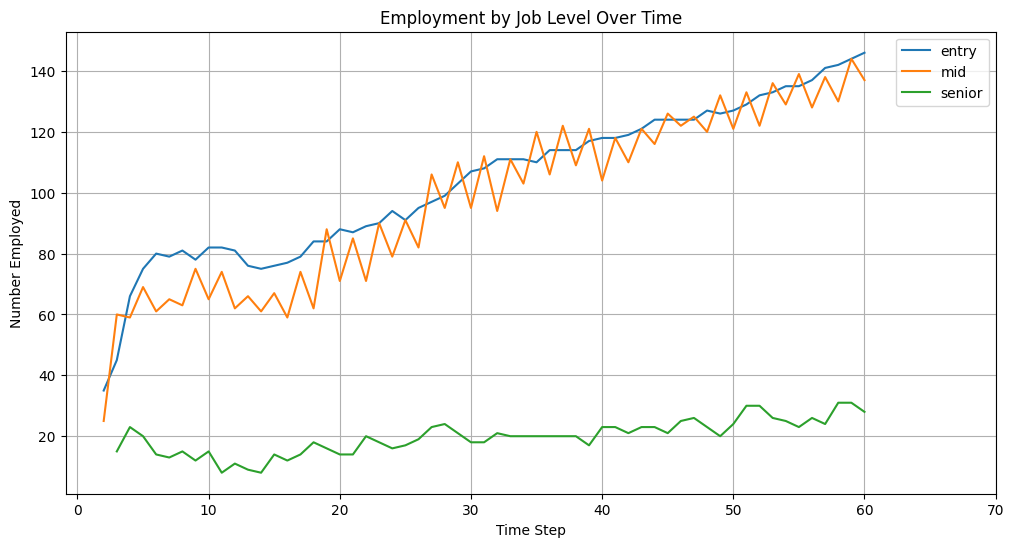 Employment by Job Level Over Time
entry
mid
senior
Number Employed
140
120
100
80
60
40
20
0 10 20 30 40 50 60 70
Time Step